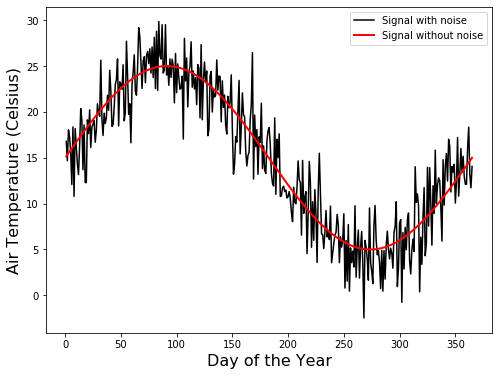 Signal with noise
Signal without noise
30
25
20
15
10
5
0
Air Temperature (Celsius)
0 50 100 150 200 250 300 350
Day of the Year